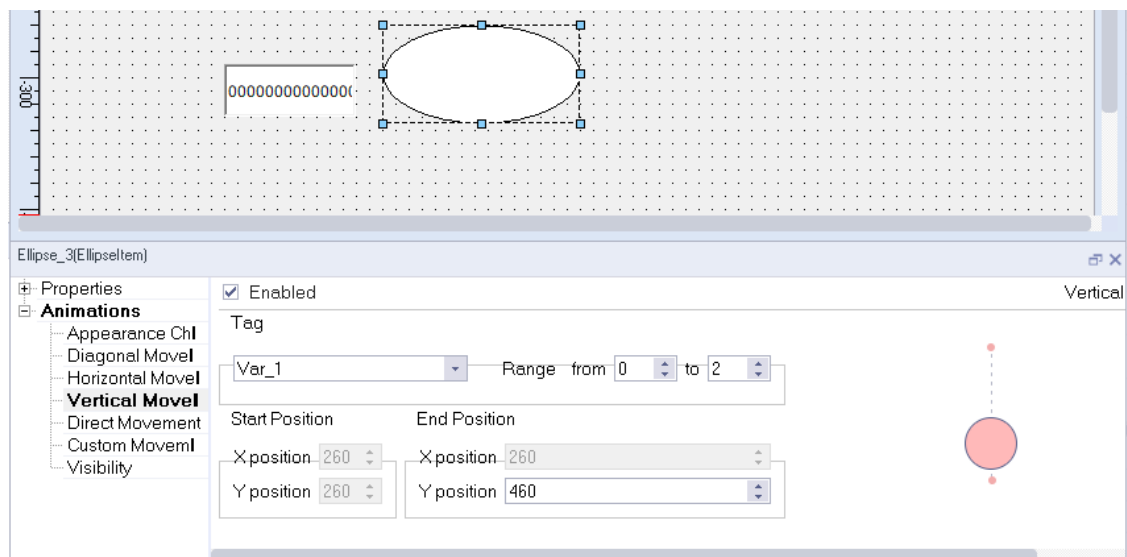 -300
00000000000000(
Ellipse_3(EllipseItem)
Properties
Enabled
Vertical
Animations
Appearance Chl
Tag
Diagonal Movel
Var_1
Range from 0 to 2
Horizontal Movel
Vertical Movel
Start Position
End Position
Direct Movement
Custom Moveml
X position 260
X position 260
Visibility
Y position 260
Y position 460